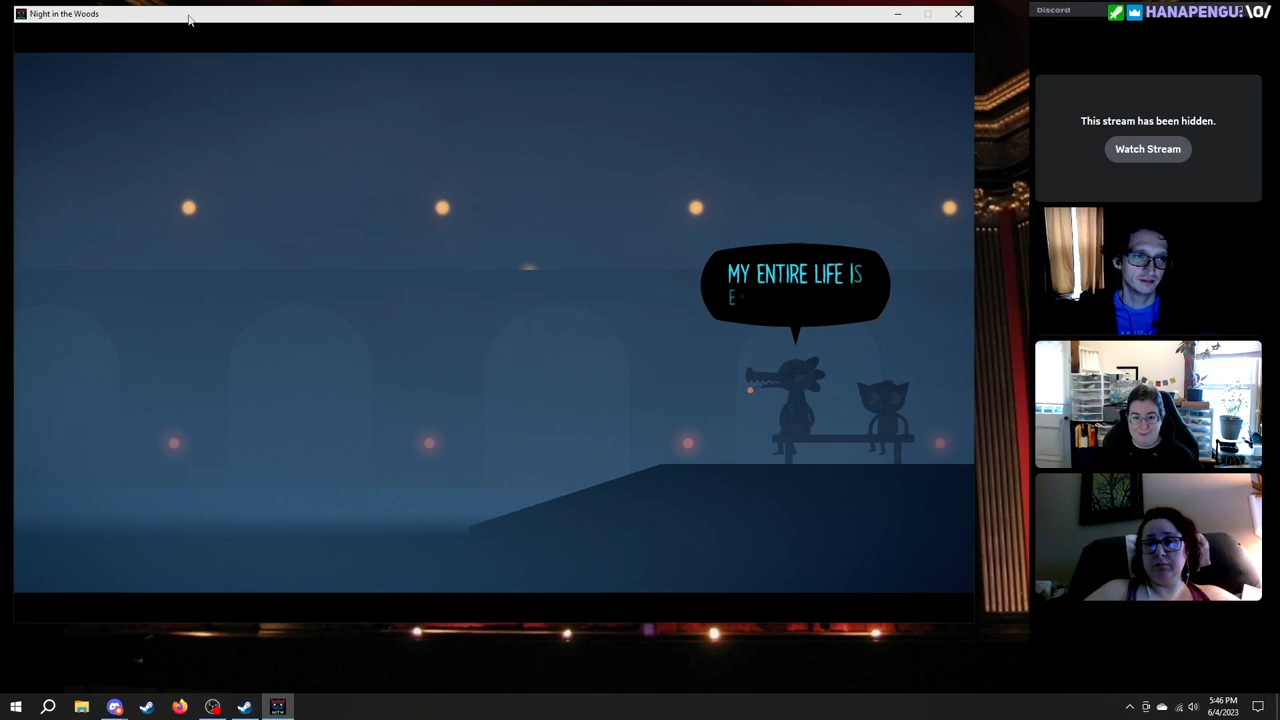 Night in the Woods
Discord
HANAPENGU! \O/
This stream has been hidden.
Watch Stream
MY ENTIRE LIFE IS
E
5:46 PM
6/4/2023